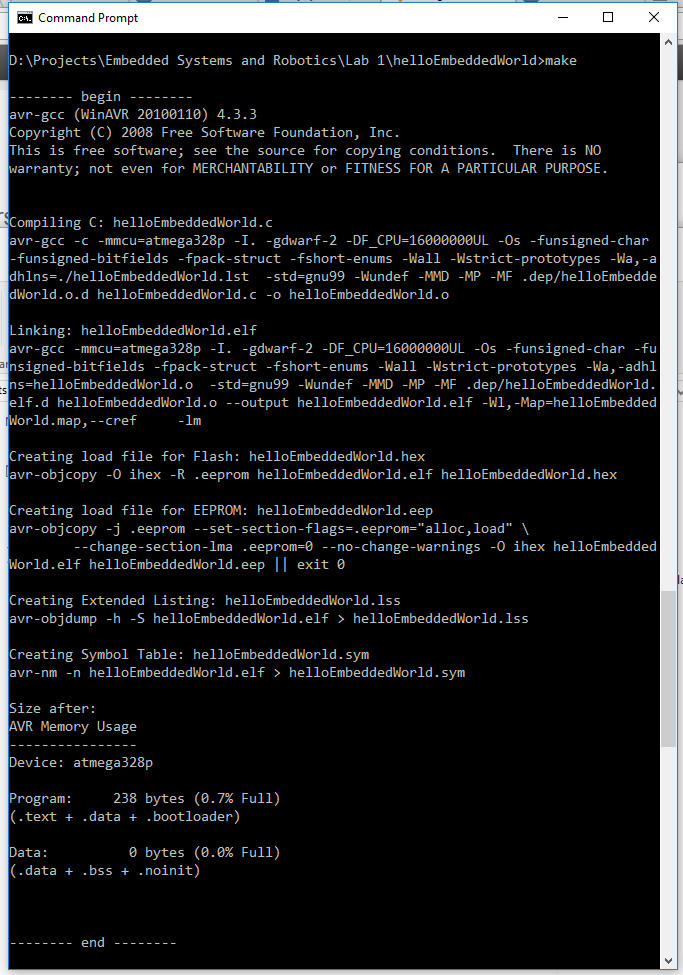 Command Prompt
D:\Projects\Embedded Systems and Robotics\Lab 1\helloEmbeddedWorld>make
-------- begin --------
avr-gcc (WinAVR 20100110) 4.3.3
Copyright (C) 2008 Free Software Foundation, Inc.
This is free software; see the source for copying conditions.  There is NO
warranty; not even for MERCHANTABILITY or FITNESS FOR A PARTICULAR PURPOSE.
Compiling C: helloEmbeddedWorld.c
avr-gcc -c -mmcu=atmega328p -I. -gdwarf-2 -DF_CPU=16000000UL -Os -funsigned-char
-funsigned-bitfields -fpack-struct -fshort-enums -Wall -Wstrict-prototypes -Wa,-a
dhlns=./helloEmbeddedWorld.lst  -std=gnu99 -Wundef -MMD -MP -MF .dep/helloEmbedde
dWorld.o.d helloEmbeddedWorld.c -o helloEmbeddedWorld.o
Linking: helloEmbeddedWorld.elf
avr-gcc -mmcu=atmega328p -I. -gdwarf-2 -DF_CPU=16000000UL -Os -funsigned-char -fu
nsigned-bitfields -fpack-struct -fshort-enums -Wall -Wstrict-prototypes -Wa,-adhl
ns=helloEmbeddedWorld.o  -std=gnu99 -Wundef -MMD -MP -MF .dep/helloEmbeddedWorld.
elf.d helloEmbeddedWorld.o --output helloEmbeddedWorld.elf -Wl,-Map=helloEmbedded
World.map,--cref     -lm
Creating load file for Flash: helloEmbeddedWorld.hex
avr-objcopy -O ihex -R .eeprom helloEmbeddedWorld.elf helloEmbeddedWorld.hex
Creating load file for EEPROM: helloEmbeddedWorld.eep
avr-objcopy -j .eeprom --set-section-flags=.eeprom="alloc,load" \
        --change-section-lma .eeprom=0 --no-change-warnings -O ihex helloEmbedded
World.elf helloEmbeddedWorld.eep || exit 0
Creating Extended Listing: helloEmbeddedWorld.lss
avr-objdump -h -S helloEmbeddedWorld.elf > helloEmbeddedWorld.lss
Creating Symbol Table: helloEmbeddedWorld.sym
avr-nm -n helloEmbeddedWorld.elf > helloEmbeddedWorld.sym
Size after:
AVR Memory Usage
----------------
Device: atmega328p
Program:     238 bytes (0.7% Full)
(.text + .data + .bootloader)
Data:          0 bytes (0.0% Full)
(.data + .bss + .noinit)
-------- end --------